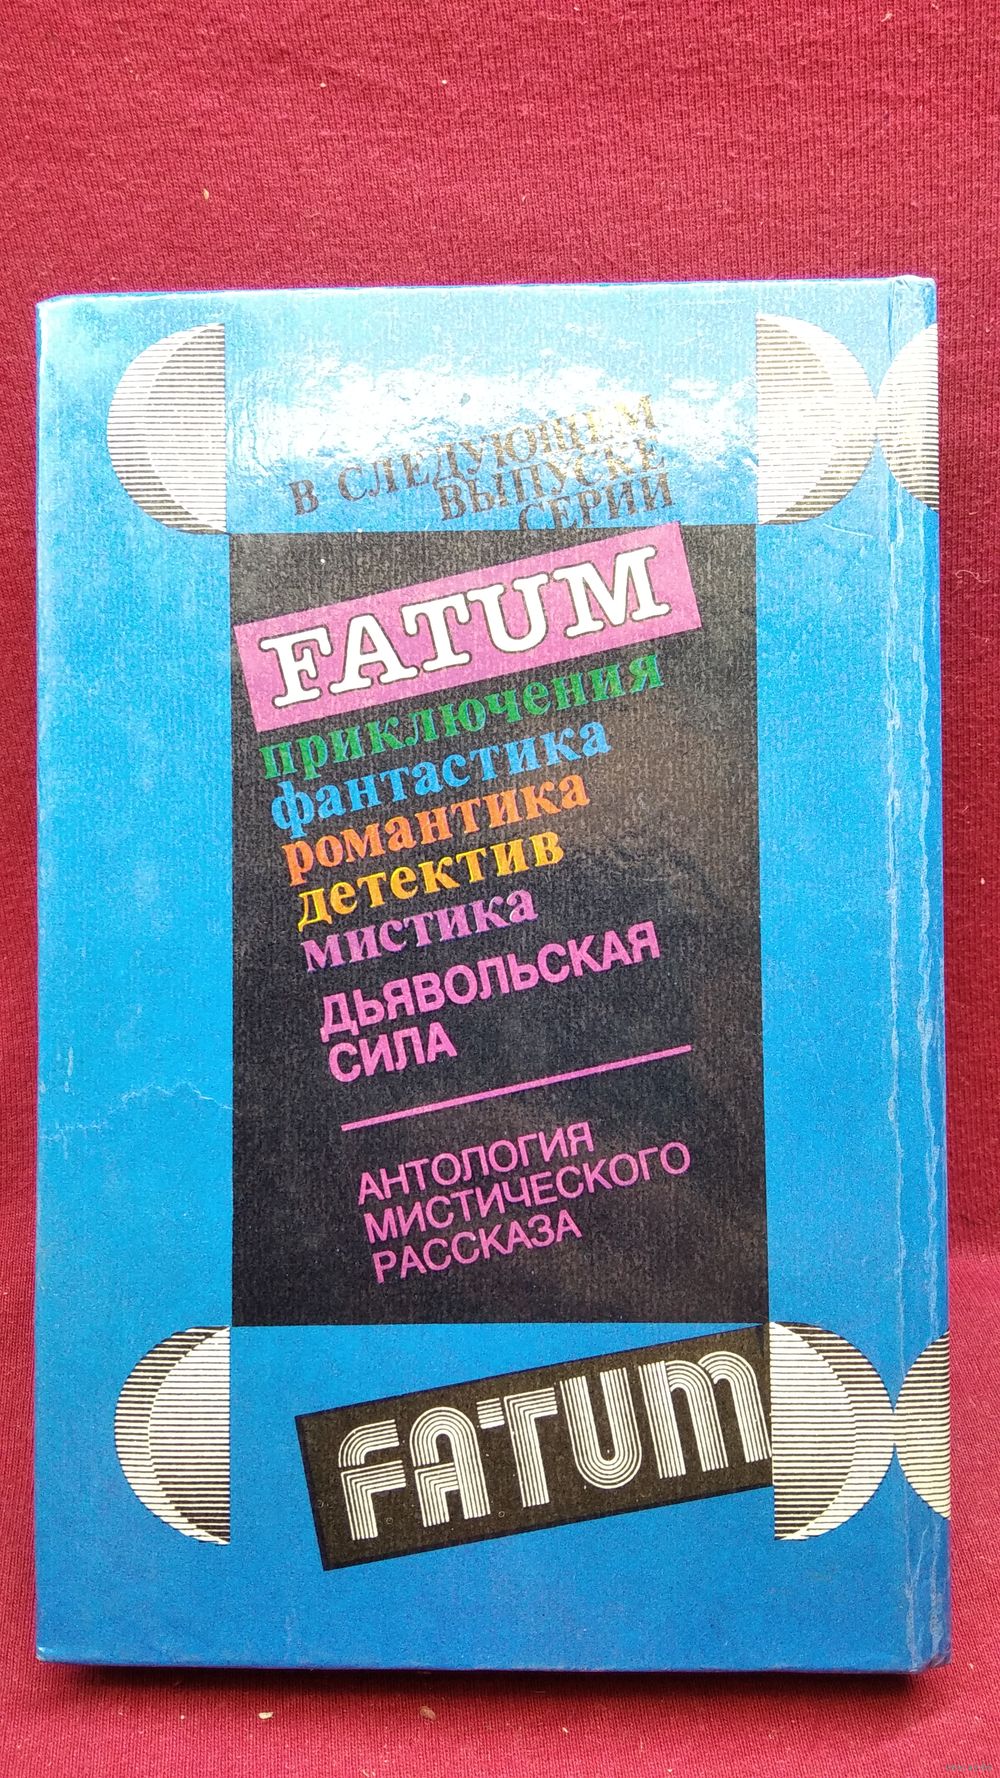 В СЛЕДУЮЩЕМ
ВЫПУСКЕ
СЕРИИ
FATUM
приключения
фантастика
романтика
детектив
мистика
ДЬЯВОЛЬСКАЯ
СИЛА
АНТОЛОГИЯ
МИСТИЧЕСКОГО
РАССКАЗА
FATUM